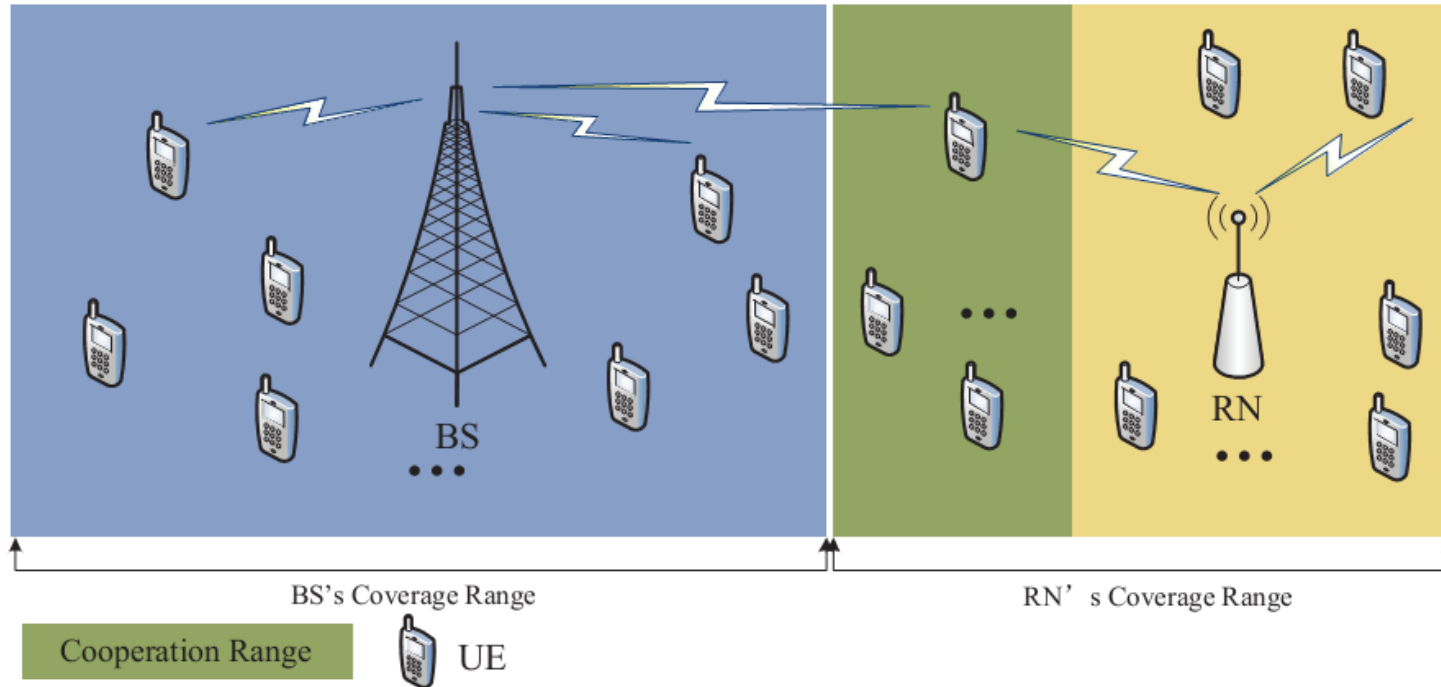 BS
RN
BS's Coverage Range
RN's Coverage Range
Cooperation Range
UE